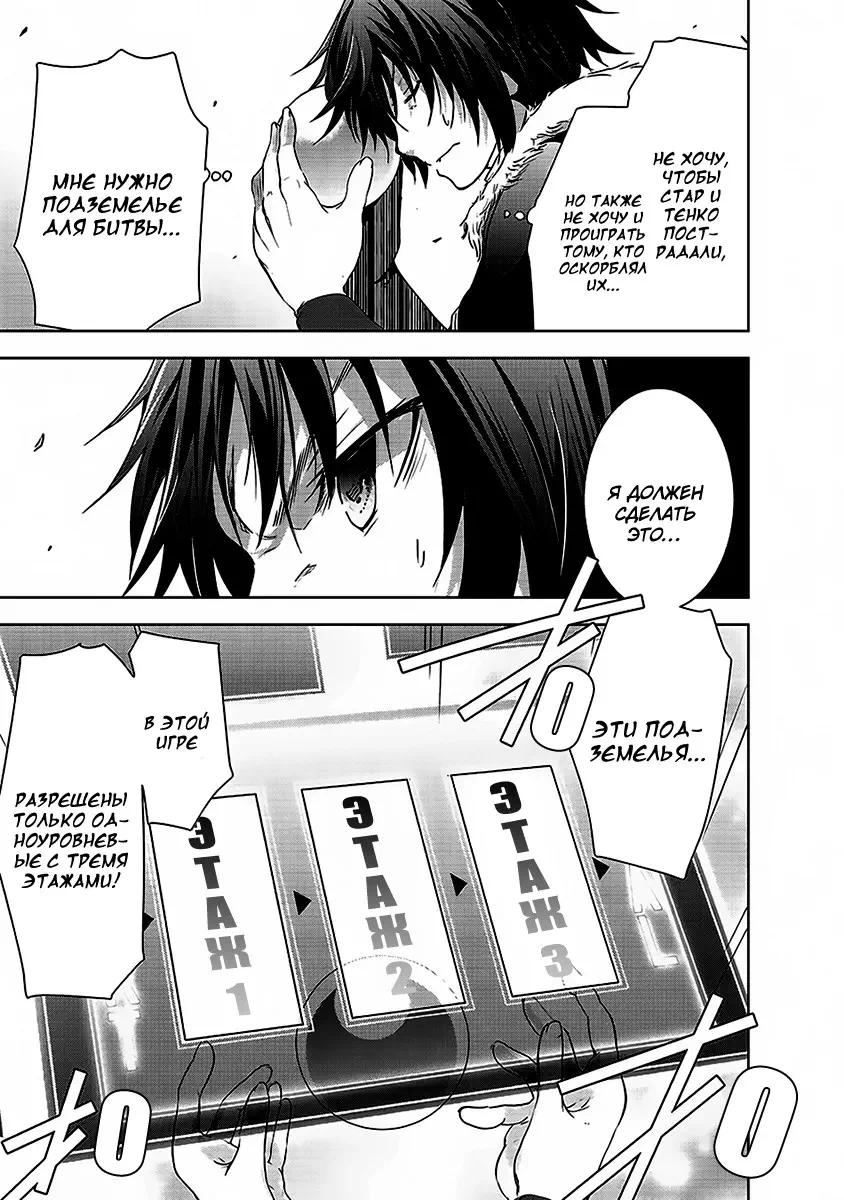 НЕ ХОЧУ,
ЧТОБЫ
СТАР И
ТЕНКО
ПОСТ-
РАДАЛИ,
НО ТАКЖЕ
НЕ ХОЧУ И
ПРОИГРАТЬ
ТОМУ, КТО
ОСКОРБЛЯЛ
ИХ...
МНЕ НУЖНО
ПОДЗЕМЕЛЬЕ
ДЛЯ БИТВЫ...
Я ДОЛЖЕН
СДЕЛАТЬ
ЭТО...
ЭТИ ПОД-
ЗЕМЕЛЬЯ...
В ЭТОЙ
ИГРЕ
РАЗРЕШЕНЫ
ТОЛЬКО ОД-
НОУРОВНЕВ-
ЫЕ С ТРЕМЯ
ЭТАЖАМИ!
ЭТАЖ 1
ЭТАЖ 2
ЭТАЖ 3